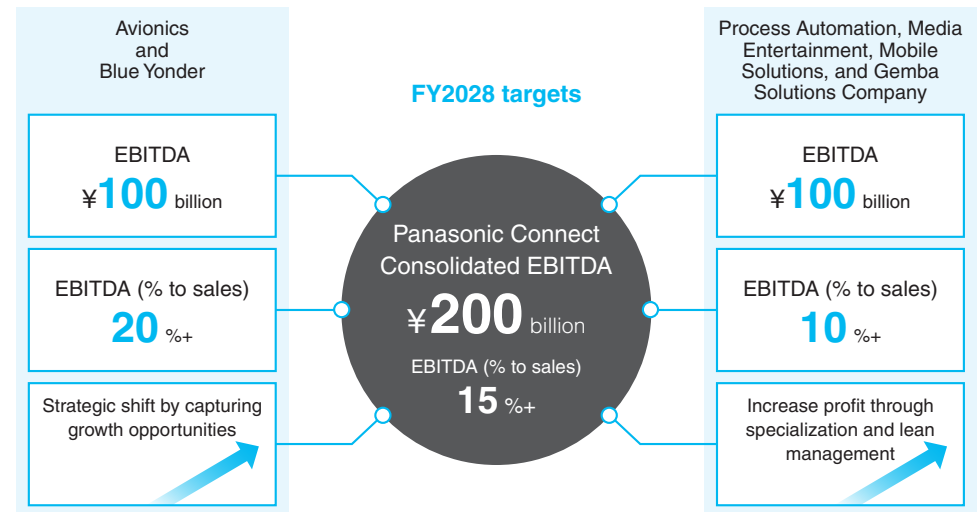 Avionics
and
Blue Yonder
EBITDA
¥100 billion
EBITDA (% to sales)
20 %+
Strategic shift by capturing
growth opportunities
FY2028 targets
Panasonic Connect
Consolidated EBITDA
¥200 billion
EBITDA (% to sales)
15 %+
Process Automation, Media
Entertainment, Mobile
Solutions, and Gemba
Solutions Company
EBITDA
¥100 billion
EBITDA (% to sales)
10 %+
Increase profit through
specialization and lean
management